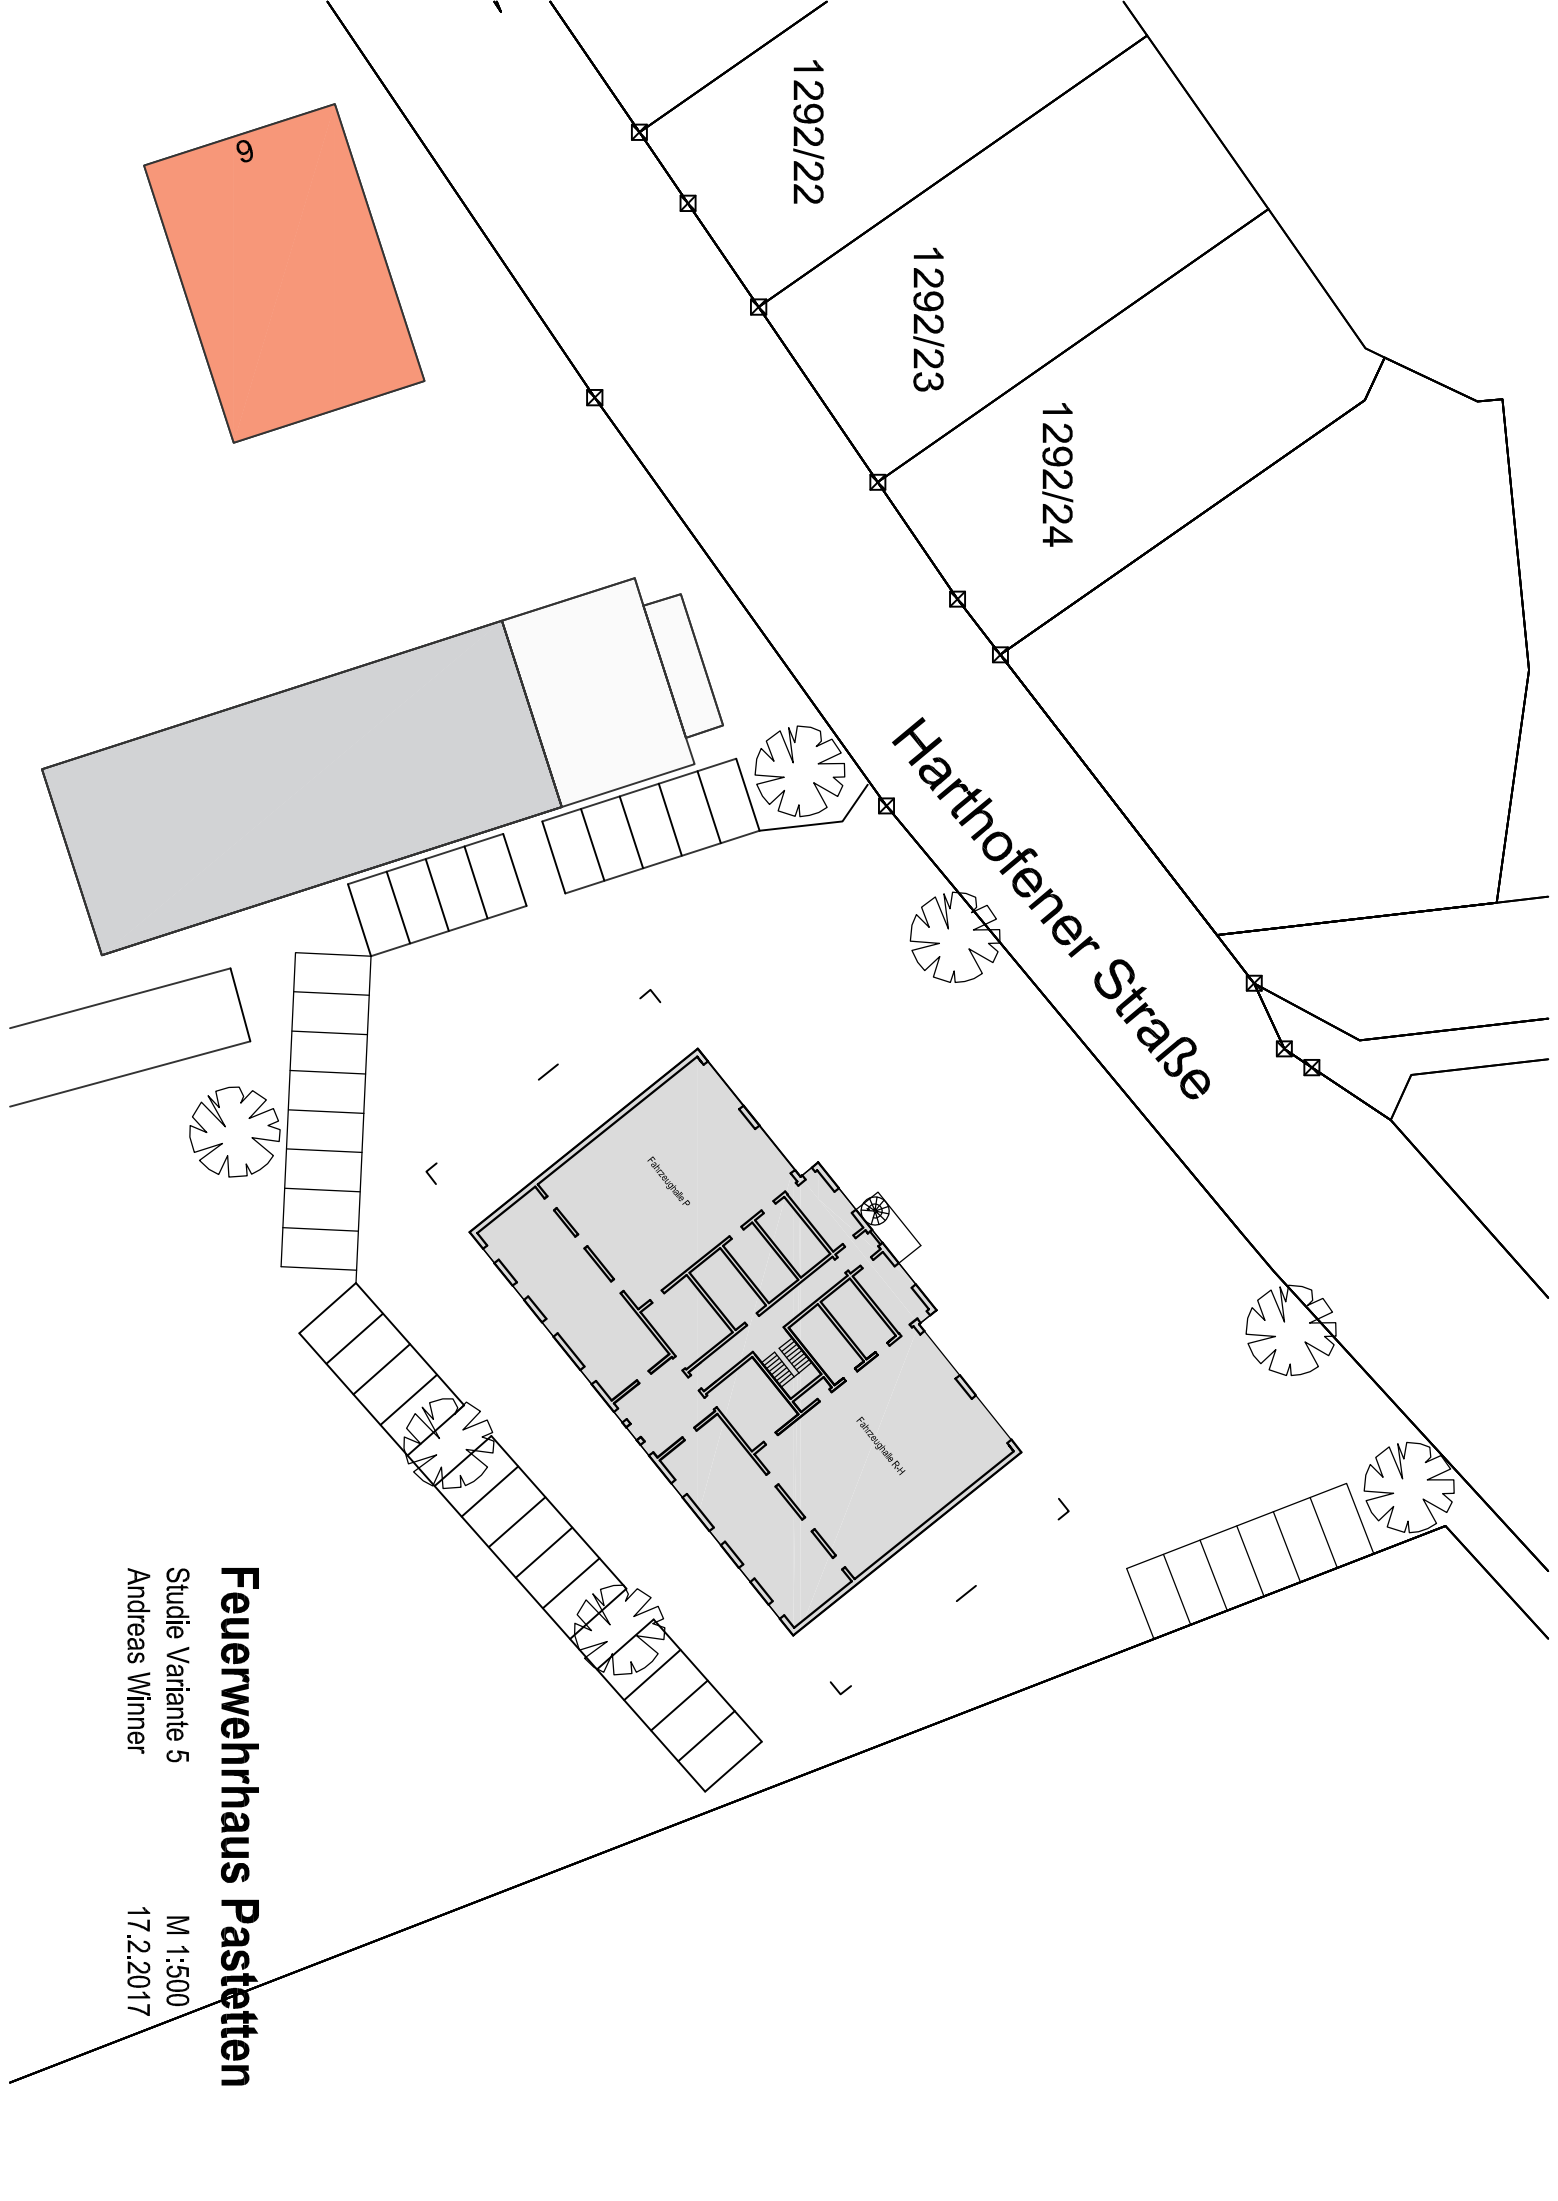 1292/22
1292/23
1292/24
Harthofener Straße
9
Fahrzeughalle P
Fahrzeughalle R-H
Feuerwehrhaus Pastetten
Studie Variante 5 M 1:500
Andreas Winner 17.2.2017